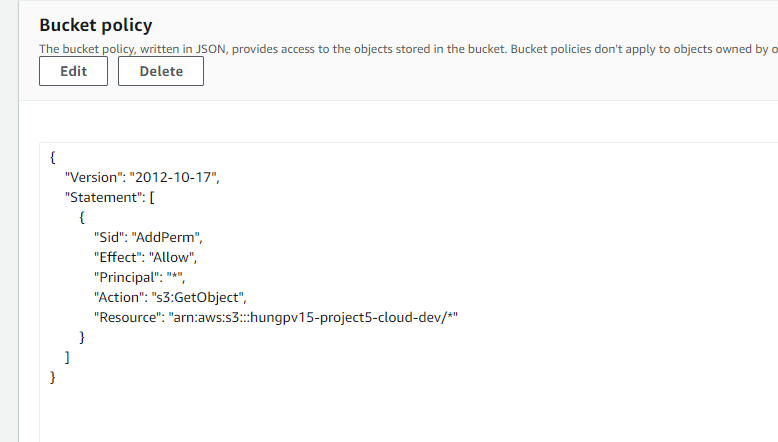 Bucket policy
The bucket policy, written in JSON, provides access to the objects stored in the bucket. Bucket policies don't apply to objects owned by o
Edit
Delete
{
"Version": "2012-10-17",
"Statement": [
{
"Sid": "AddPerm",
"Effect": "Allow",
"Principal": "*",
"Action": "s3:GetObject",
"Resource": "arn:aws:s3:::hungpv15-project5-cloud-dev/*"
}
]
}